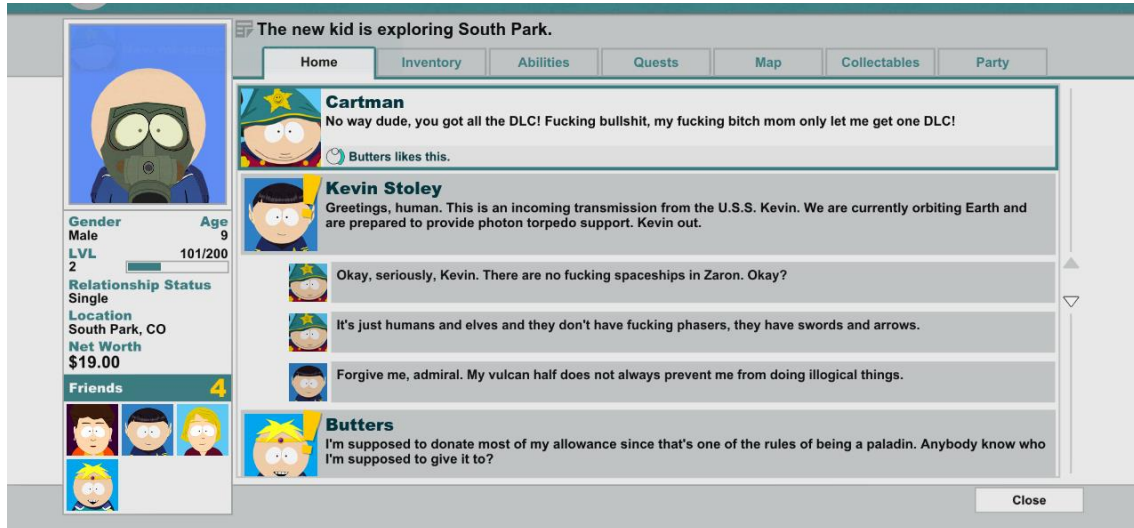 The new kid is exploring South Park.
Home
Inventory
Abilities
Quests
Map
Collectables
Party
Gender
Age
Male
9
LVL
101/200
2
Relationship Status
Single
Location
South Park, CO
Net Worth
$19.00
Friends
4
Cartman
No way dude, you got all the DLC! Fucking bullshit, my fucking bitch mom only let me get one DLC!
Butters likes this.
Kevin Stoley
Greetings, human. This is an incoming transmission from the U.S.S. Kevin. We are currently orbiting Earth and
are prepared to provide photon torpedo support. Kevin out.
Okay, seriously, Kevin. There are no fucking spaceships in Zaron. Okay?
It's just humans and elves and they don't have fucking phasers, they have swords and arrows.
Forgive me, admiral. My vulcan half does not always prevent me from doing illogical things.
Butters
I'm supposed to donate most of my allowance since that's one of the rules of being a paladin. Anybody know who
I'm supposed to give it to?
Close